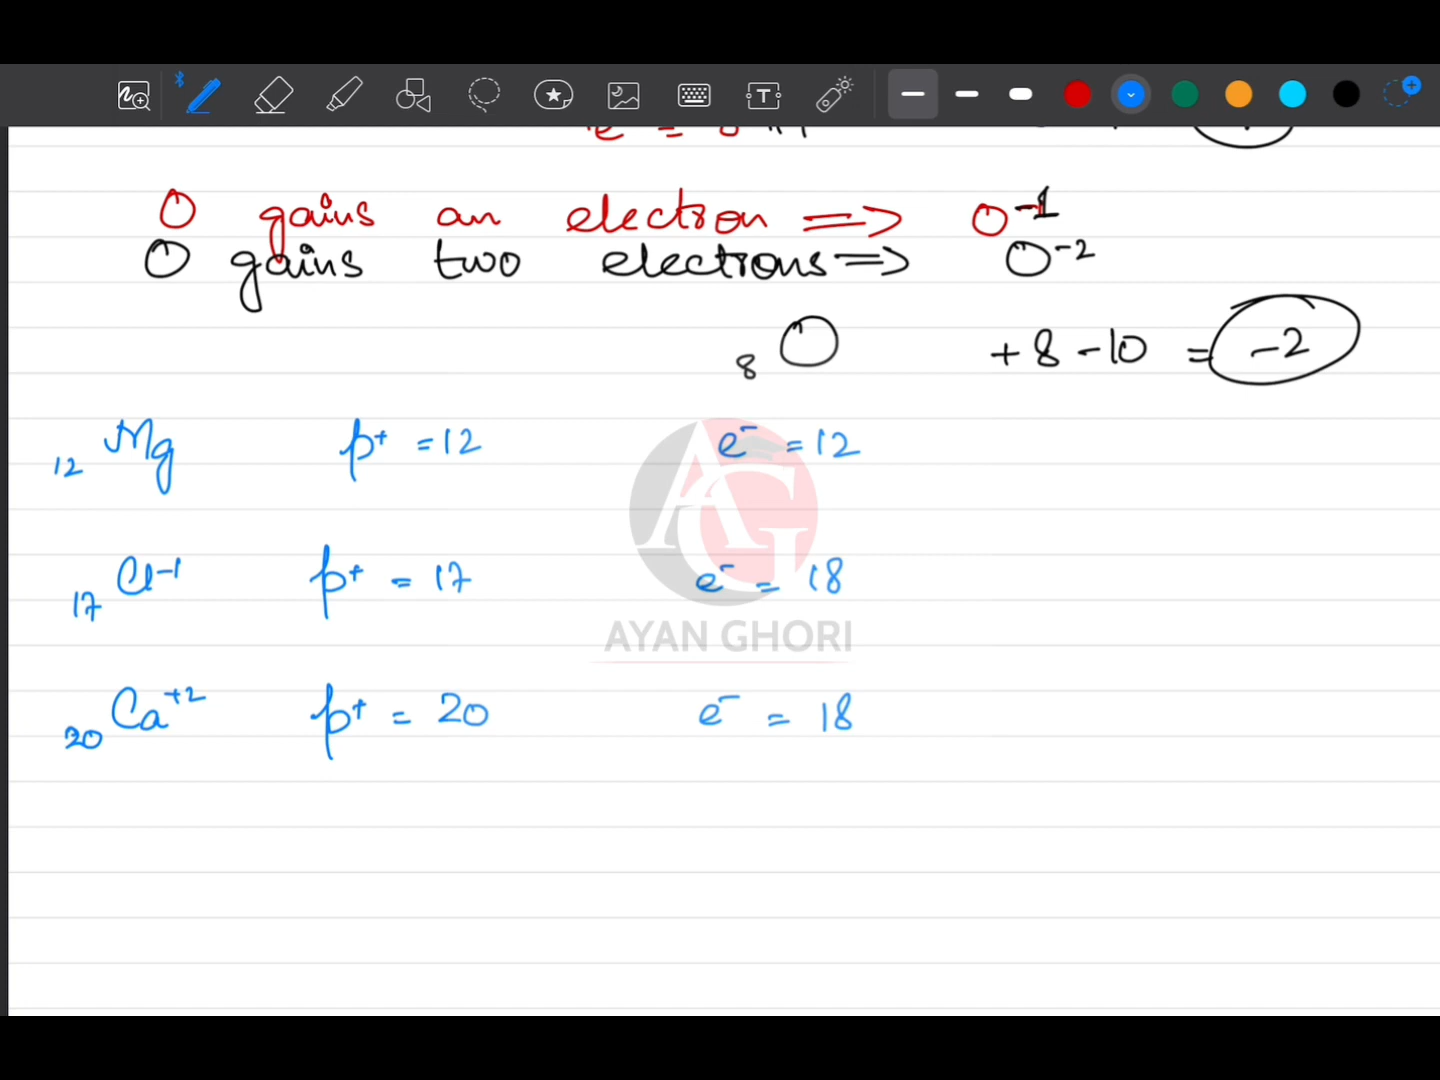 O gains an electron => O⁻¹
O gains two electrons => O⁻²
₈O +8 -10 = -2
₁₂Mg p⁺ = 12 e⁻ = 12
₁₇Cl⁻¹ p⁺ = 17 e⁻ = 18
AYAN GHORI
₂₀Ca⁺² p⁺ = 20 e⁻ = 18